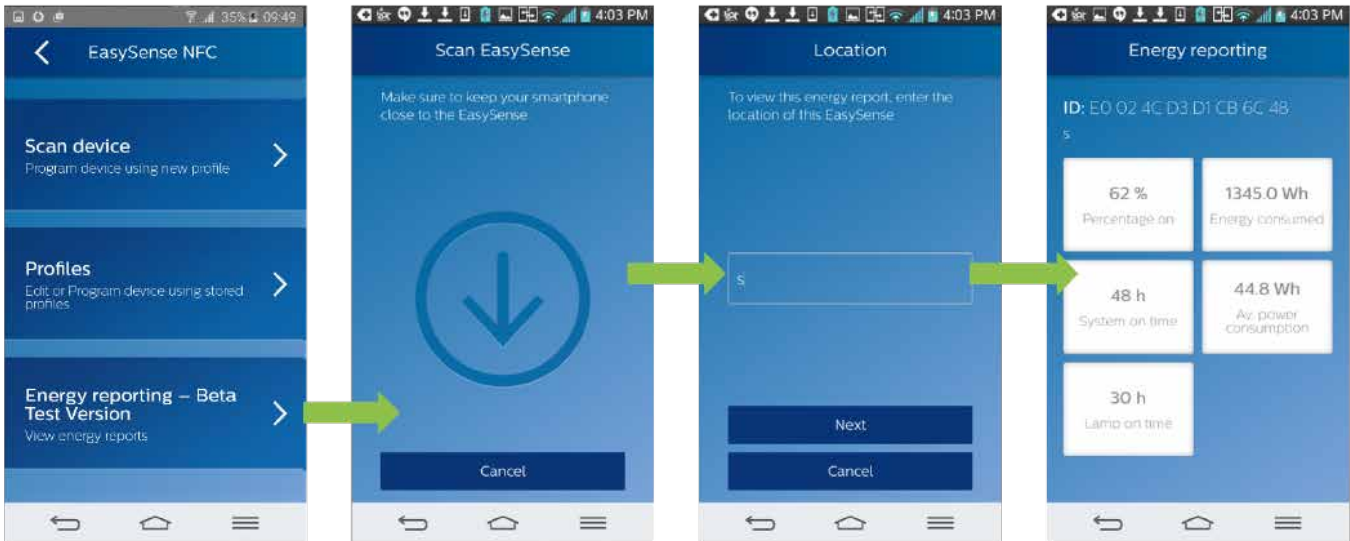 35% 09:49
EasySense NFC
Scan device
Program device using new profile
Profiles
Edit or Program device using stored
profiles
Energy reporting – Beta
Test Version
View energy reports
4:03 PM
Scan EasySense
Make sure to keep your smartphone
close to the EasySense
Cancel
4:03 PM
Location
To view this energy report, enter the
location of this EasySense
s
Next
Cancel
4:03 PM
Energy reporting
ID: E0 02 4C D3 D1 CB 6C 48
s
62 %
Percentage on
1345.0 Wh
Energy consumed
48 h
System on time
44.8 Wh
Av. power
consumption
30 h
Lamp on time